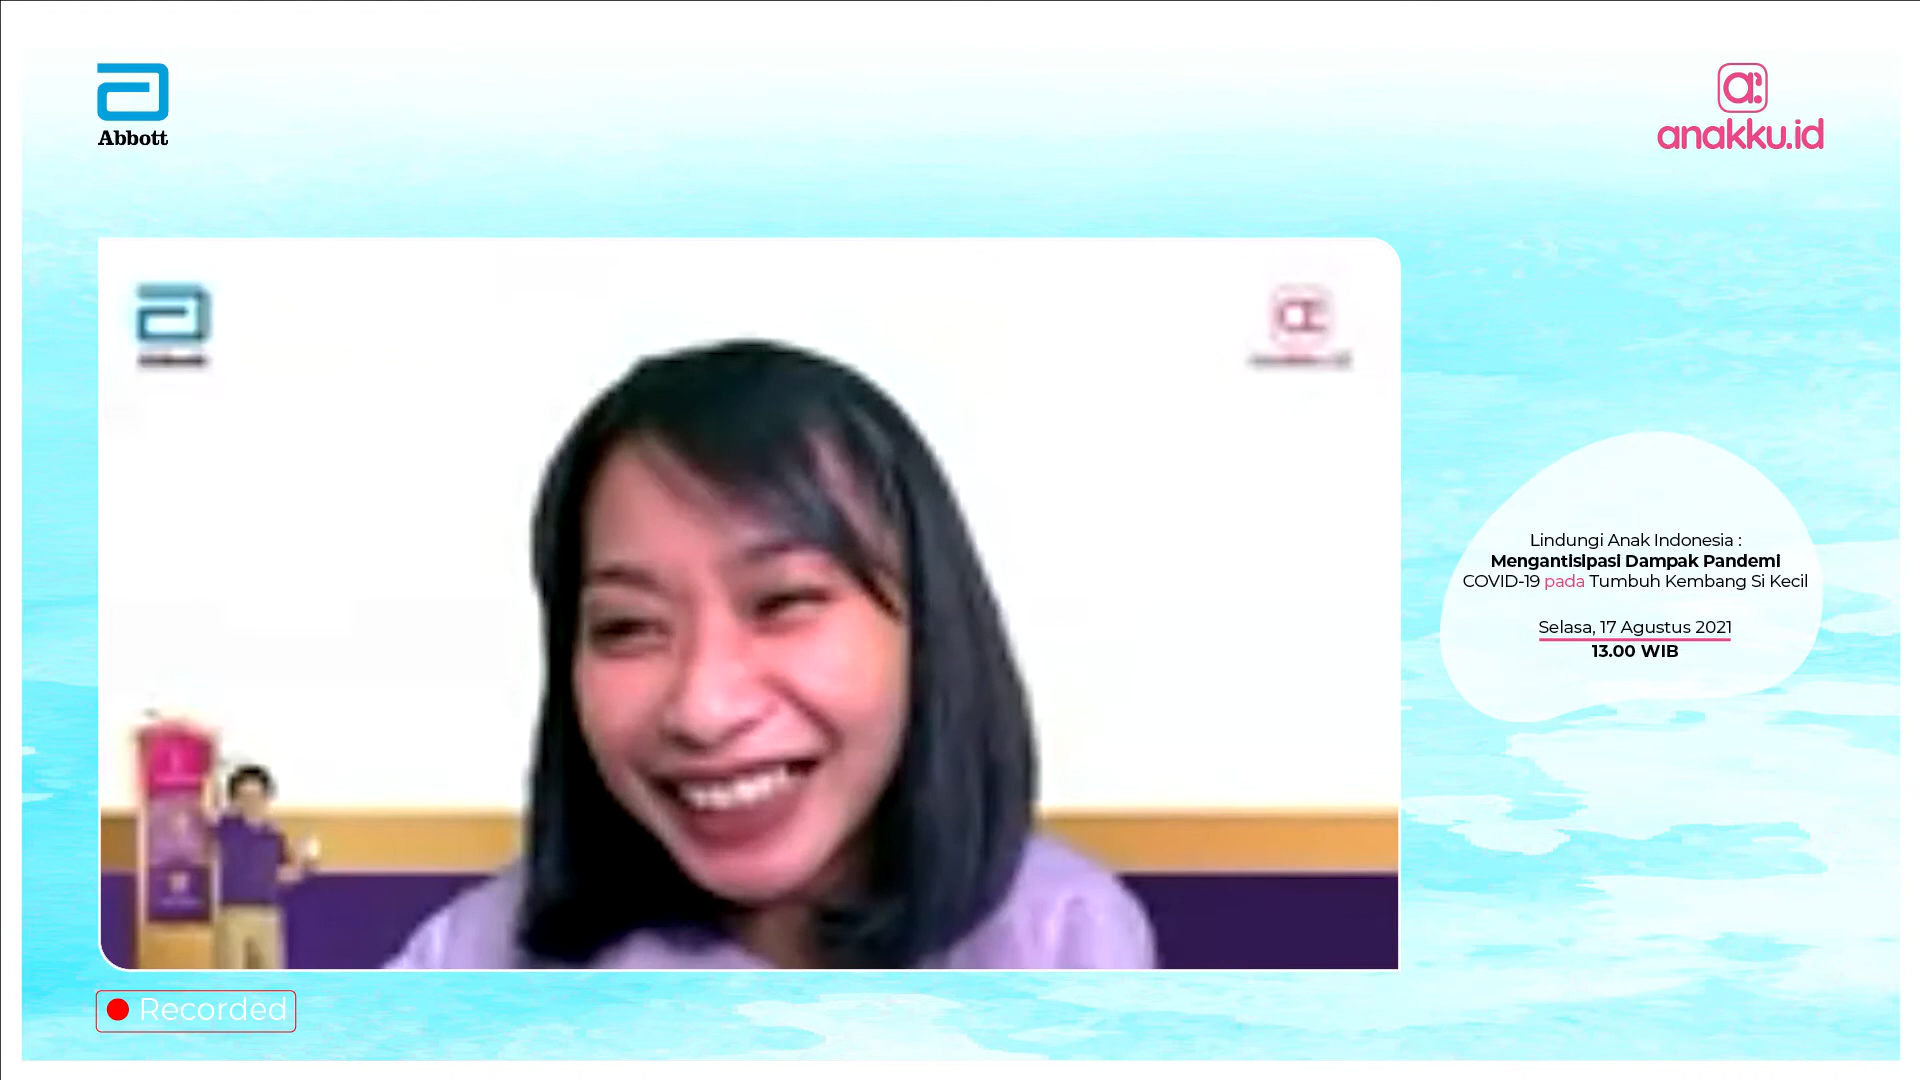 Abbott
anakku.id
Lindungi Anak Indonesia :
Mengantisipasi Dampak Pandemi
COVID-19 pada Tumbuh Kembang Si Kecil
Selasa, 17 Agustus 2021
13.00 WIB
Recorded